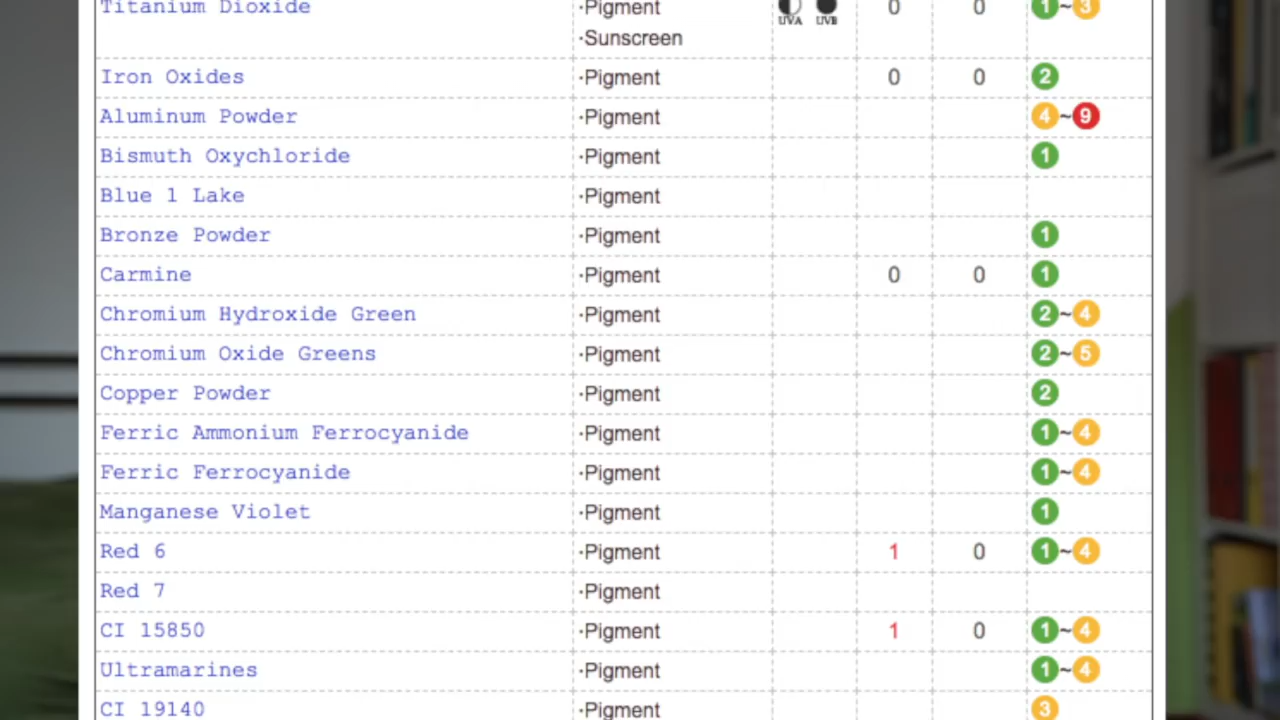 Titanium Dioxide ·Pigment UVA UVB 0 0 1~3
·Sunscreen
Iron Oxides ·Pigment 0 0 2
Aluminum Powder ·Pigment 4~9
Bismuth Oxychloride ·Pigment 1
Blue 1 Lake ·Pigment
Bronze Powder ·Pigment 1
Carmine ·Pigment 0 0 1
Chromium Hydroxide Green ·Pigment 2~4
Chromium Oxide Greens ·Pigment 2~5
Copper Powder ·Pigment 2
Ferric Ammonium Ferrocyanide ·Pigment 1~4
Ferric Ferrocyanide ·Pigment 1~4
Manganese Violet ·Pigment 1
Red 6 ·Pigment 1 0 1~4
Red 7 ·Pigment
CI 15850 ·Pigment 1 0 1~4
Ultramarines ·Pigment 1~4
CI 19140 ·Pigment 3